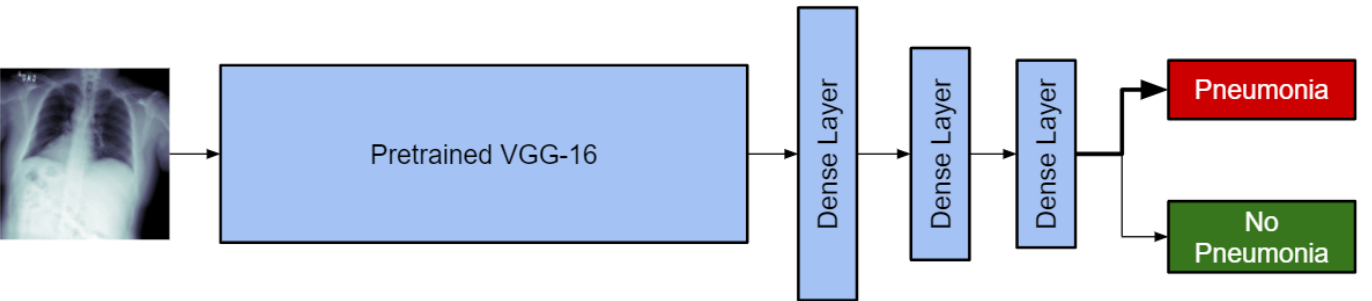 Pretrained VGG-16
Dense Layer
Dense Layer
Dense Layer
Pneumonia
No
Pneumonia